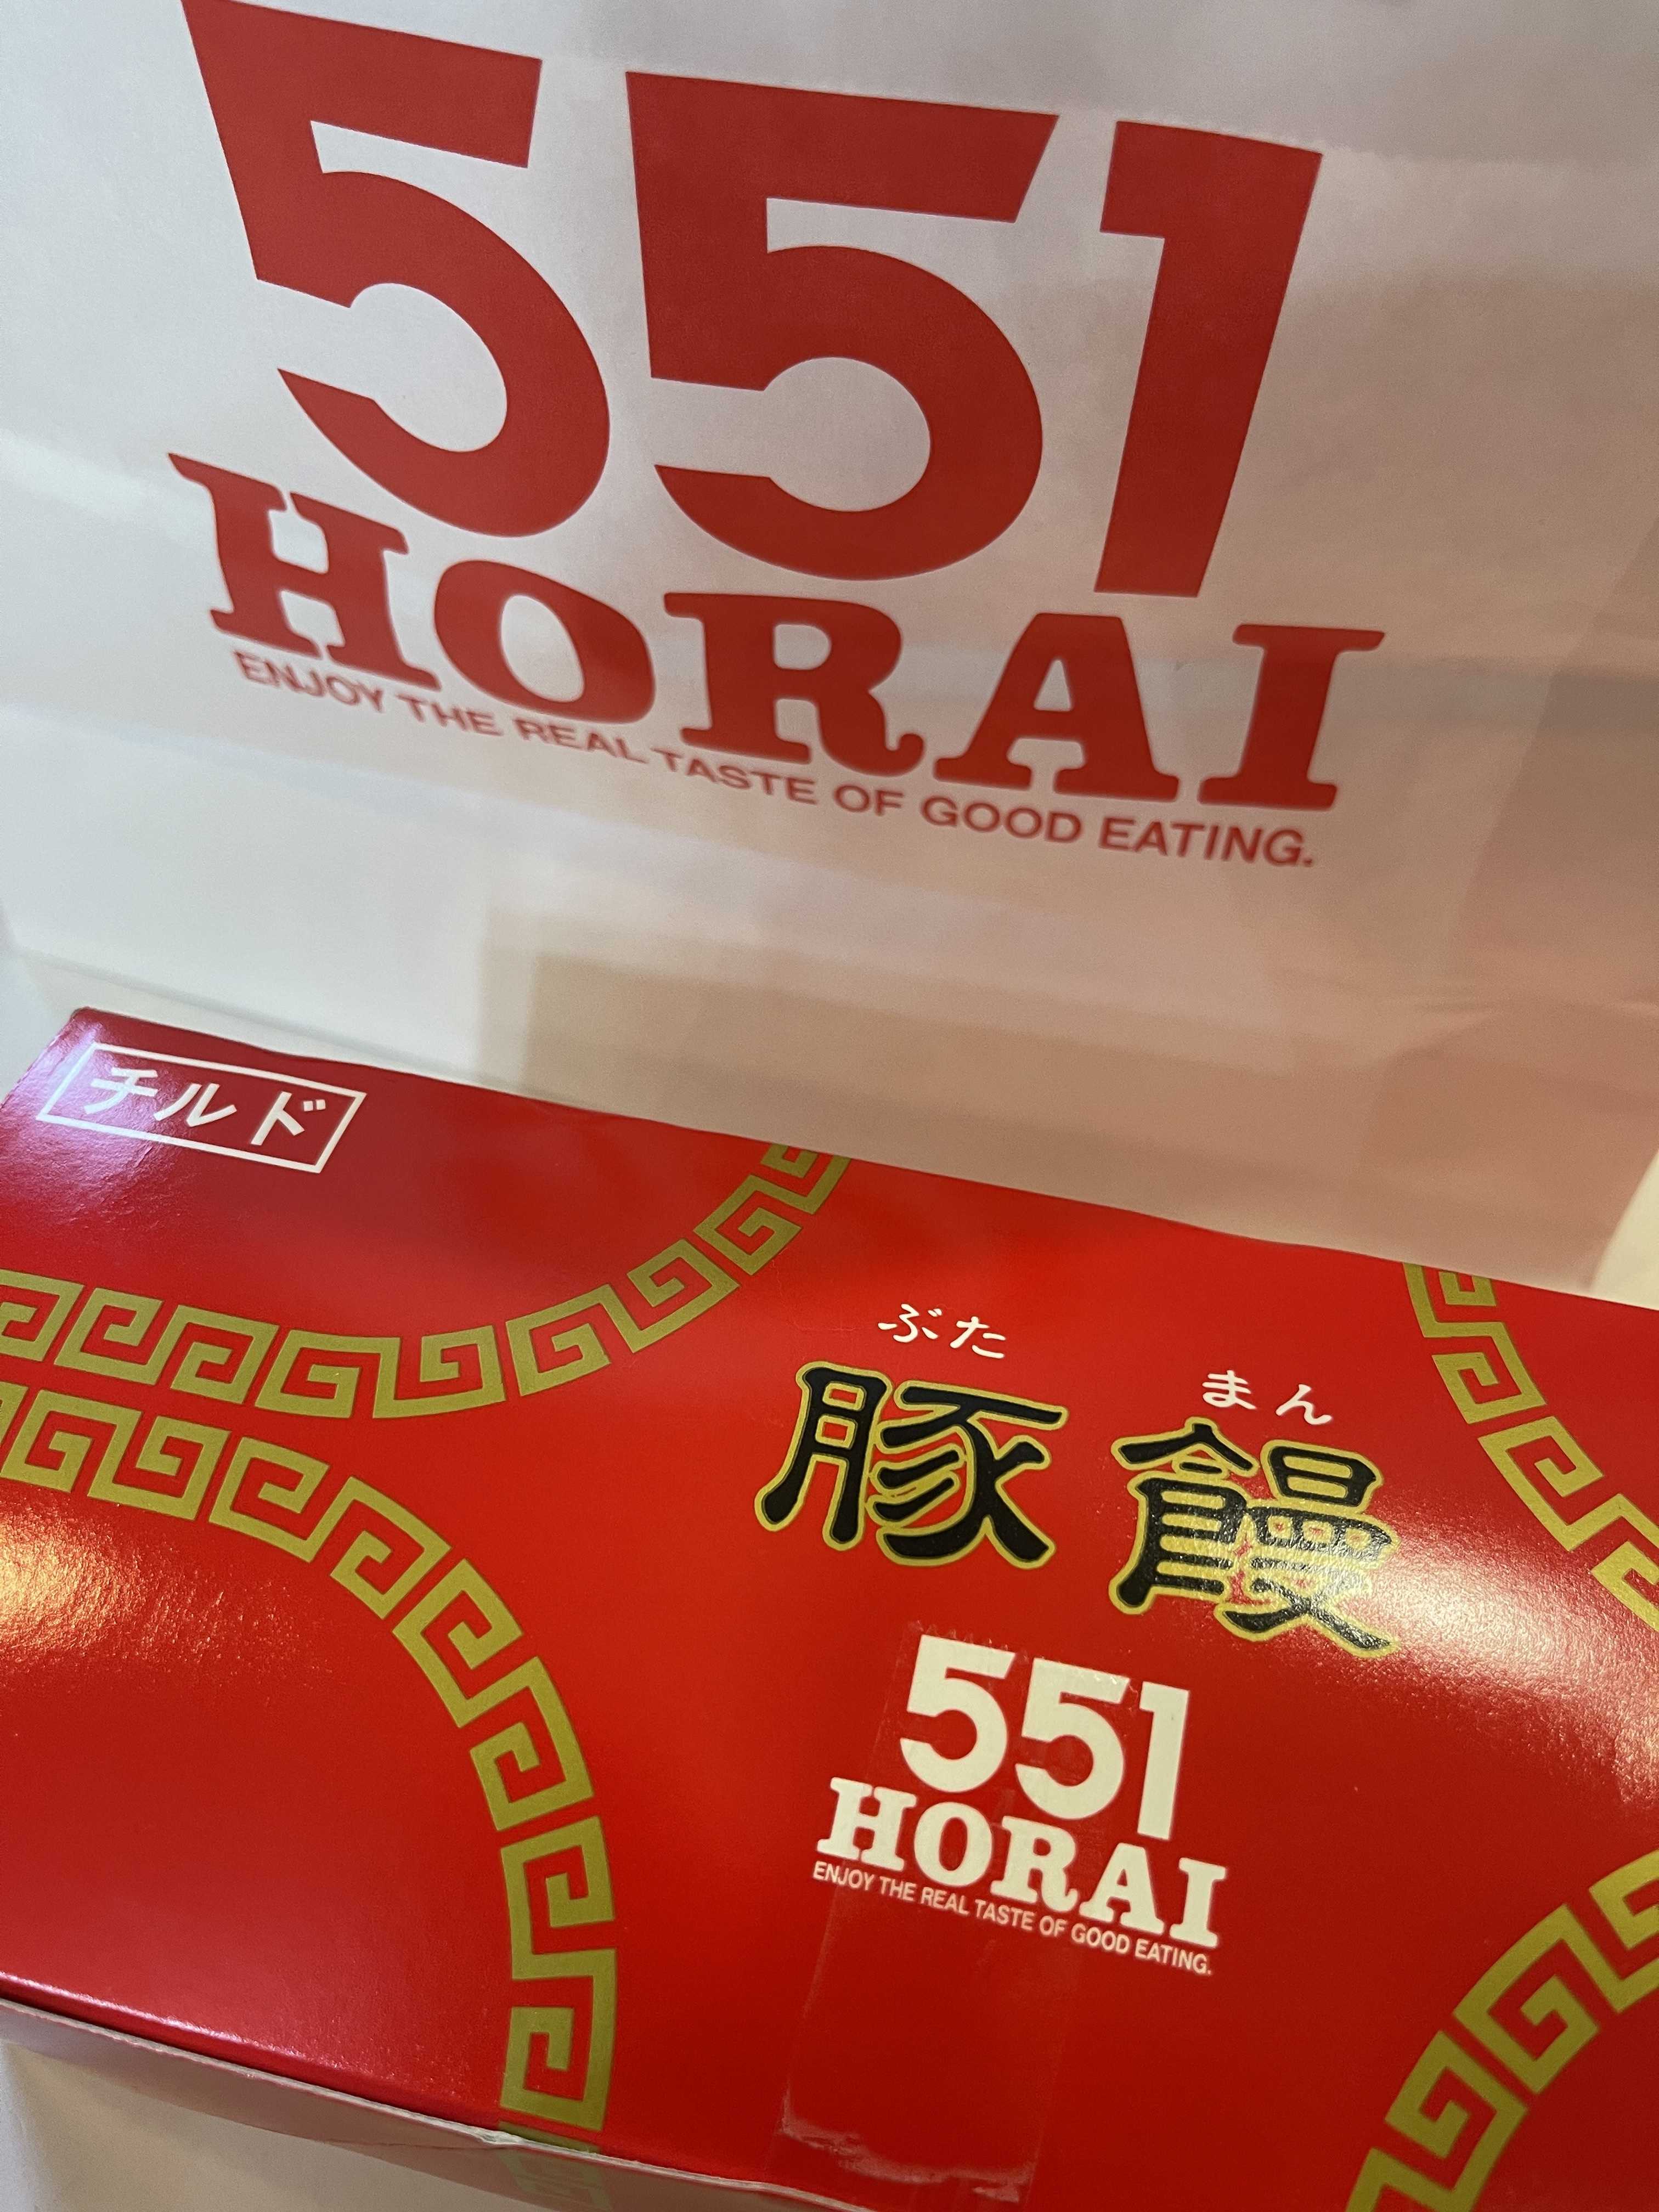 551
HORAI
ENJOY THE REAL TASTE OF GOOD EATING.
チルド
ぶた まん
豚饅
551
HORAI
ENJOY THE REAL TASTE OF GOOD EATING.